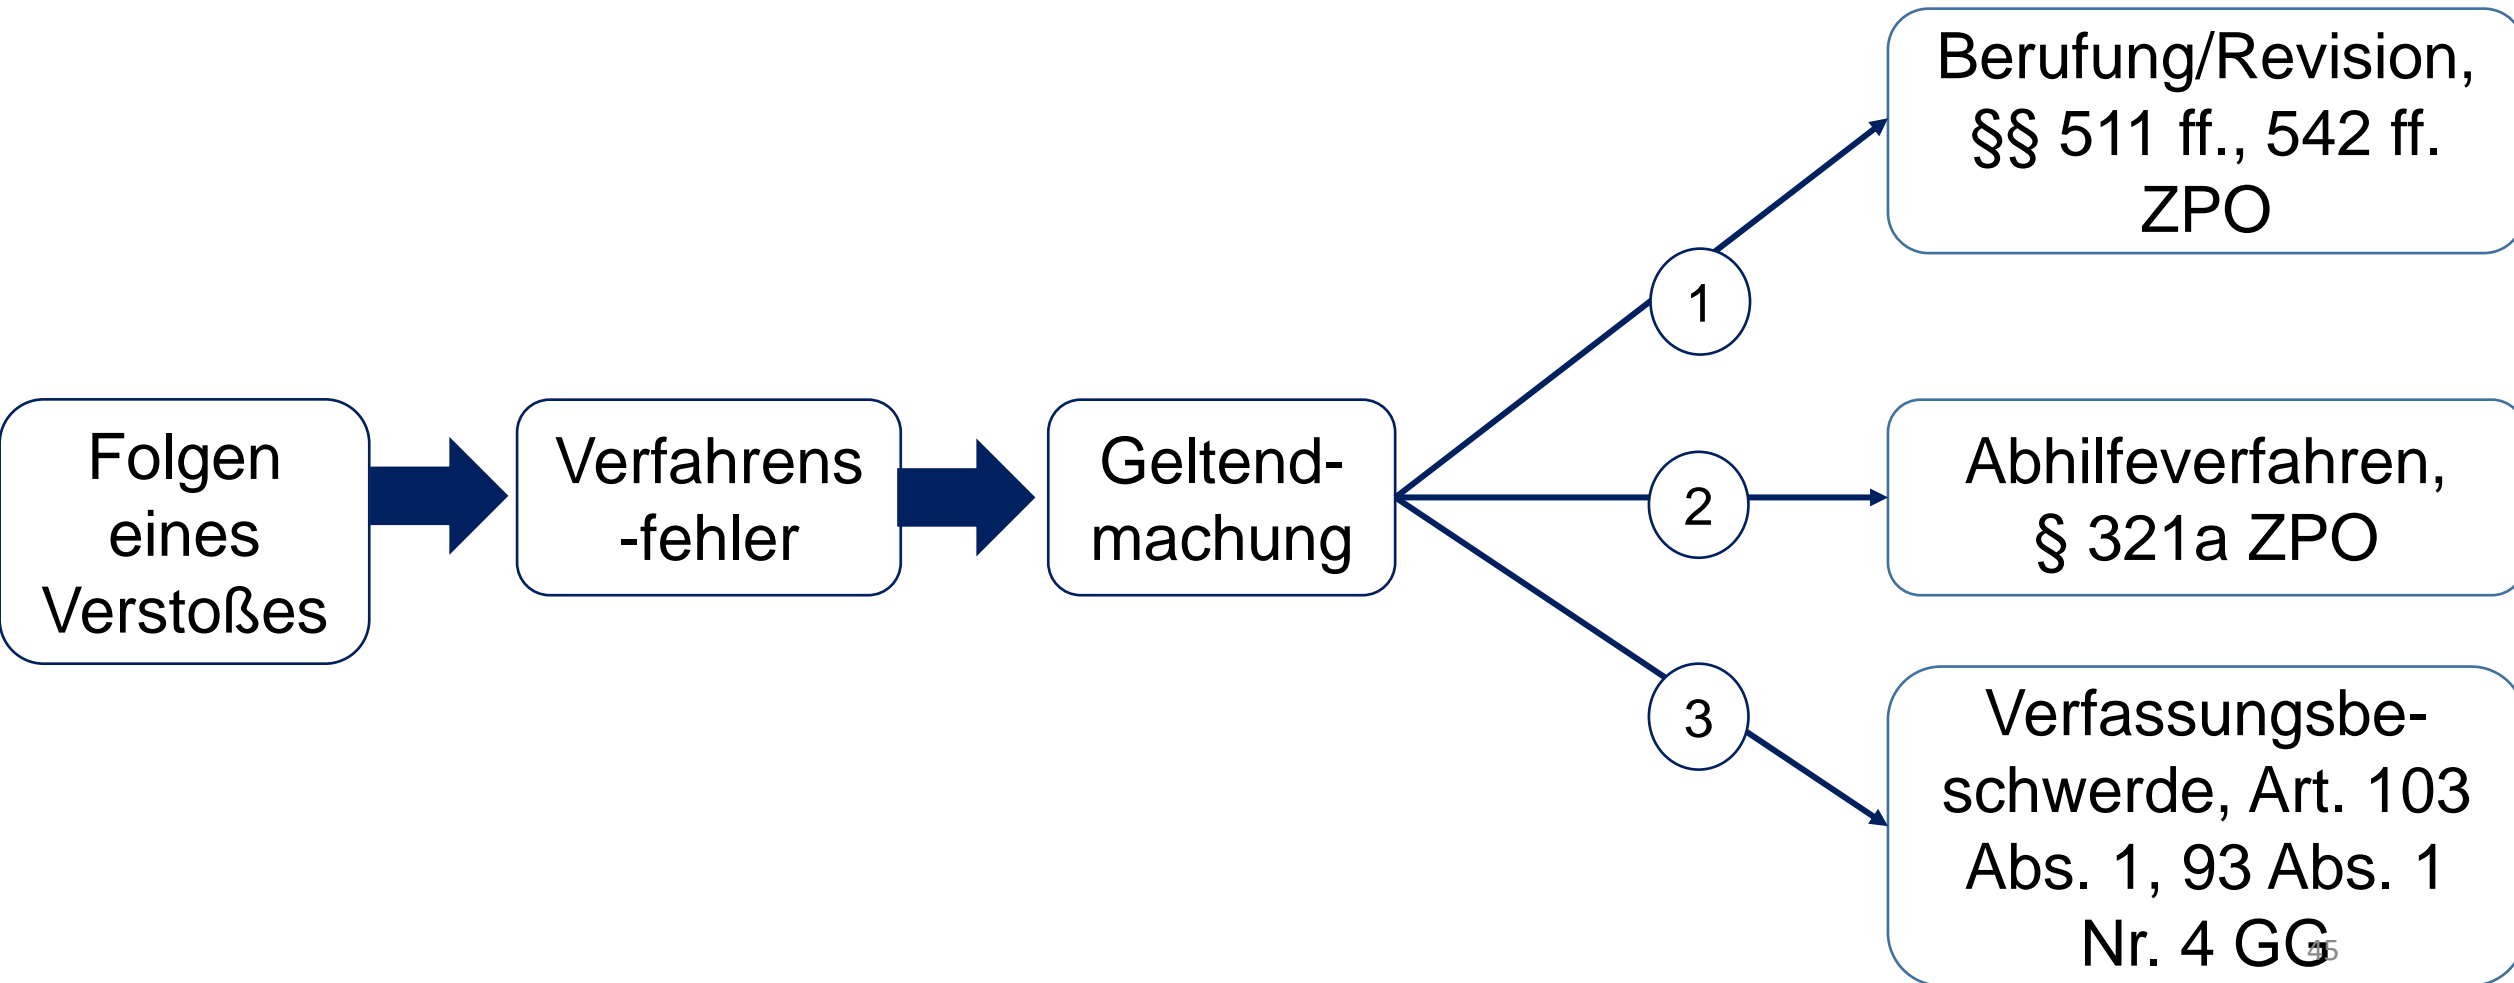 Folgen
eines
Verstoßes
Verfahrens
-fehler
Geltend-
machung
1
Berufung/Revision,
§§ 511 ff., 542 ff.
ZPO
2
Abhilfeverfahren,
§ 321a ZPO
3
Verfassungsbe-
schwerde, Art. 103
Abs. 1, 93 Abs. 1
Nr. 4 GG
45